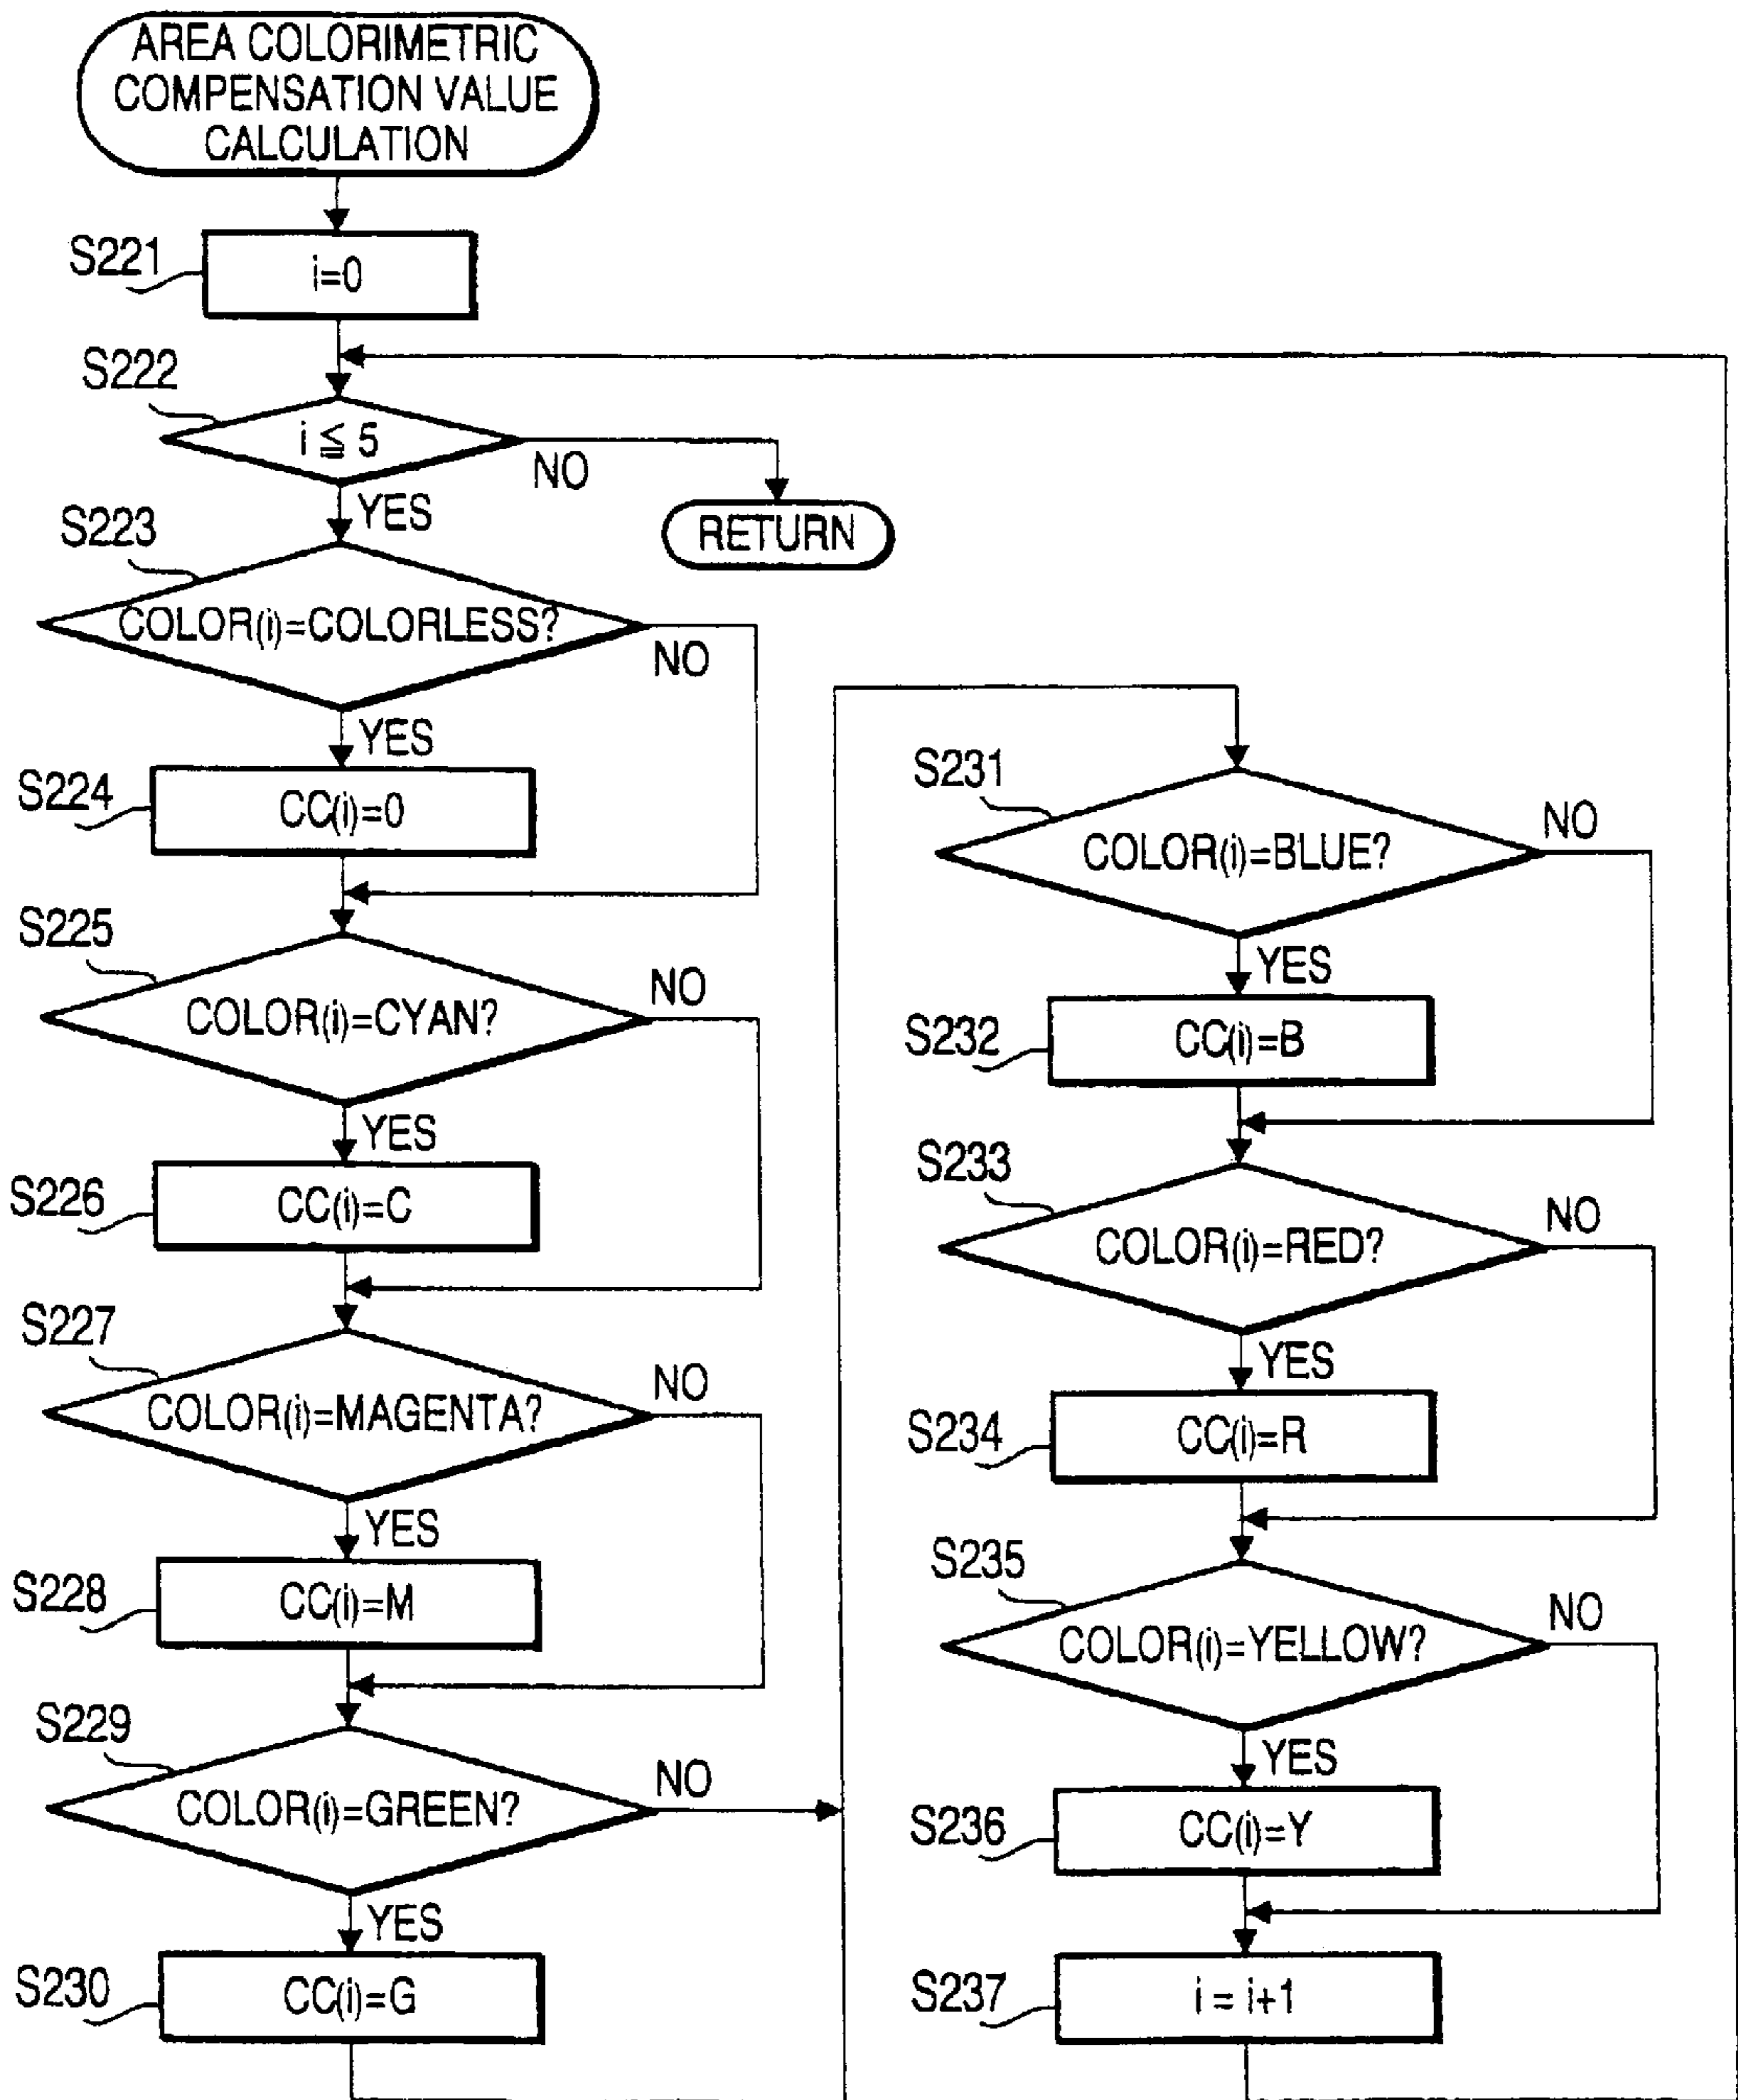 AREA COLORIMETRIC
COMPENSATION VALUE
CALCULATION
S221
i=0
S222
i ≦ 5
NO
YES
RETURN
S223
COLOR(i)=COLORLESS?
NO
YES
S224
CC(i)=0
S225
COLOR(i)=CYAN?
NO
YES
S226
CC(i)=C
S227
COLOR(i)=MAGENTA?
NO
YES
S228
CC(i)=M
S229
COLOR(i)=GREEN?
NO
YES
S230
CC(i)=G
S231
COLOR(i)=BLUE?
NO
YES
S232
CC(i)=B
S233
COLOR(i)=RED?
NO
YES
S234
CC(i)=R
S235
COLOR(i)=YELLOW?
NO
YES
S236
CC(i)=Y
S237
i = i+1